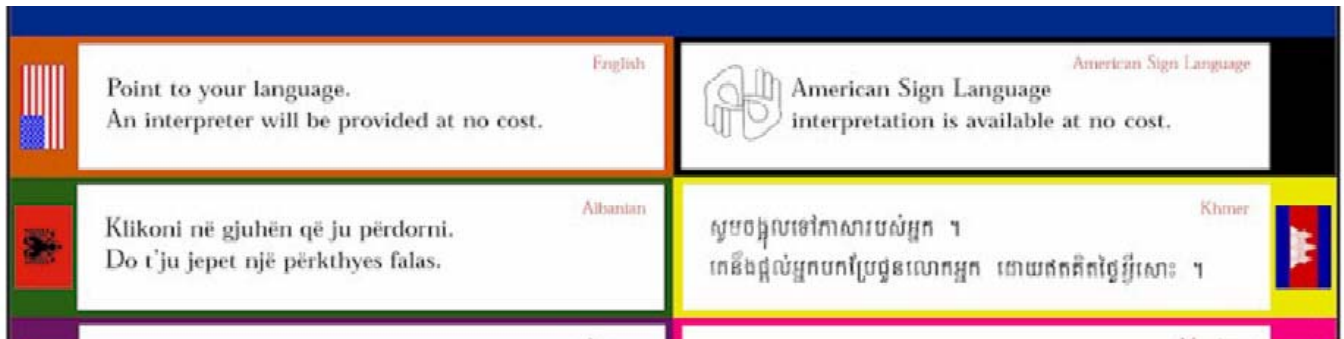 English
Point to your language.
An interpreter will be provided at no cost.
American Sign Language
American Sign Language
interpretation is available at no cost.
Albanian
Klikoni në gjuhën që ju përdorni.
Do t'ju jepet një përkthyes falas.
Khmer
សូមចង្អុលទៅភាសារបស់អ្នក ។
គេនឹងផ្តល់អ្នកបកប្រែជូនលោកអ្នក ដោយឥតគិតថ្លៃអ្វីសោះ ។